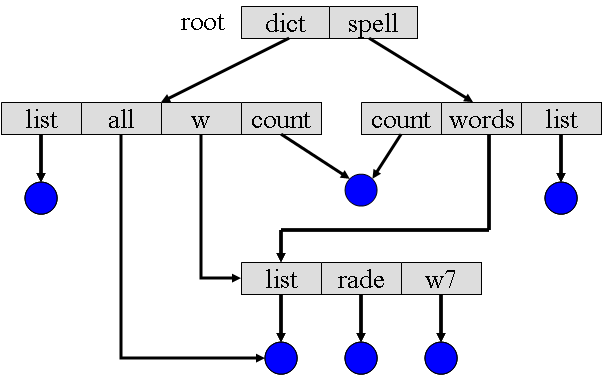 root dict spell
list all w count count words list
list rade w7